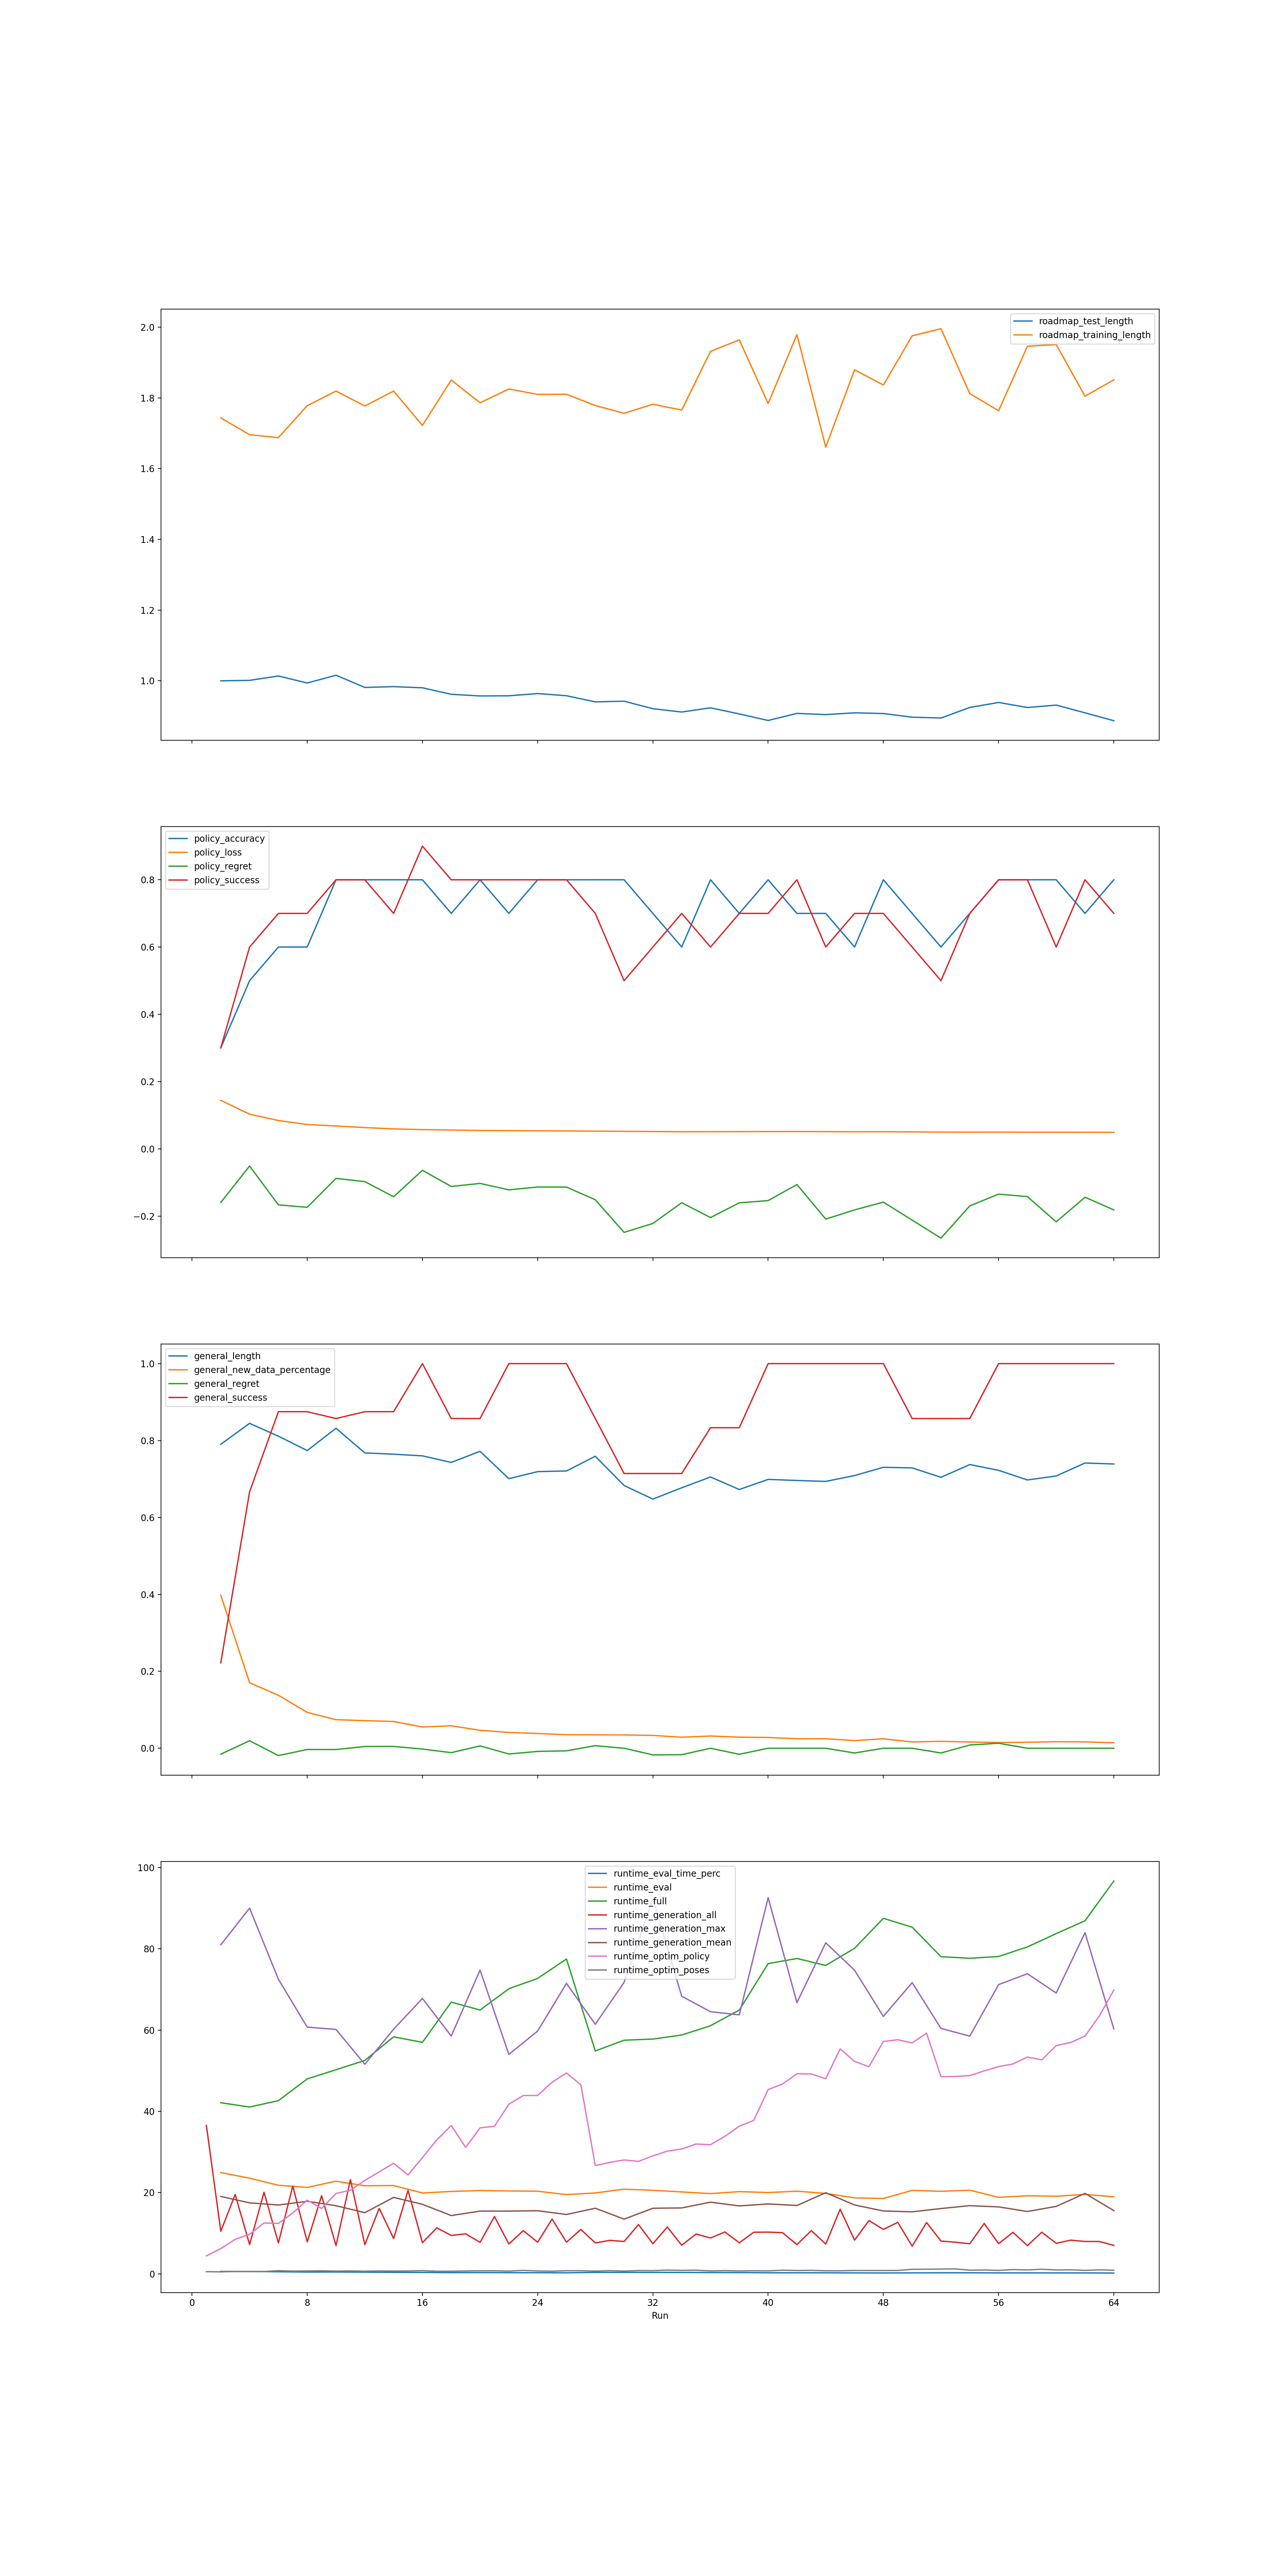 roadmap_test_length
roadmap_training_length
2.0
1.8
1.6
1.4
1.2
1.0
policy_accuracy
policy_loss
policy_regret
policy_success
0.8
0.6
0.4
0.2
0.0
−0.2
general_length
general_new_data_percentage
general_regret
general_success
1.0
0.8
0.6
0.4
0.2
0.0
runtime_eval_time_perc
runtime_eval
runtime_full
runtime_generation_all
runtime_generation_max
runtime_generation_mean
runtime_optim_policy
runtime_optim_poses
100
80
60
40
20
0
0 8 16 24 32 40 48 56 64
Run